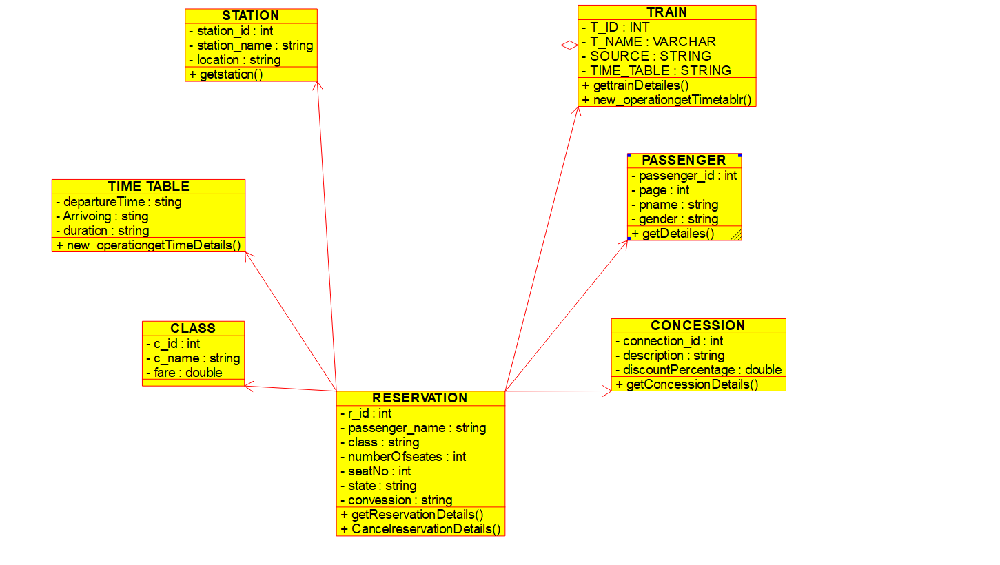 STATION
- station_id : int
- station_name : string
- location : string
+ getstation()
TRAIN
- T_ID : INT
- T_NAME : VARCHAR
- SOURCE : STRING
- TIME_TABLE : STRING
+ gettrainDetailes()
+ new_operationgetTimetablr()
PASSENGER
- passenger_id : int
- page : int
- pname : string
- gender : string
+ getDetailes()
TIME TABLE
- departureTime : sting
- Arrivoing : sting
- duration : string
+ new_operationgetTimeDetails()
CLASS
- c_id : int
- c_name : string
- fare : double
CONCESSION
- connection_id : int
- description : string
- discountPercentage : double
+ getConcessionDetails()
RESERVATION
- r_id : int
- passenger_name : string
- class : string
- numberOfseates : int
- seatNo : int
- state : string
- convession : string
+ getReservationDetails()
+ CancelreservationDetails()